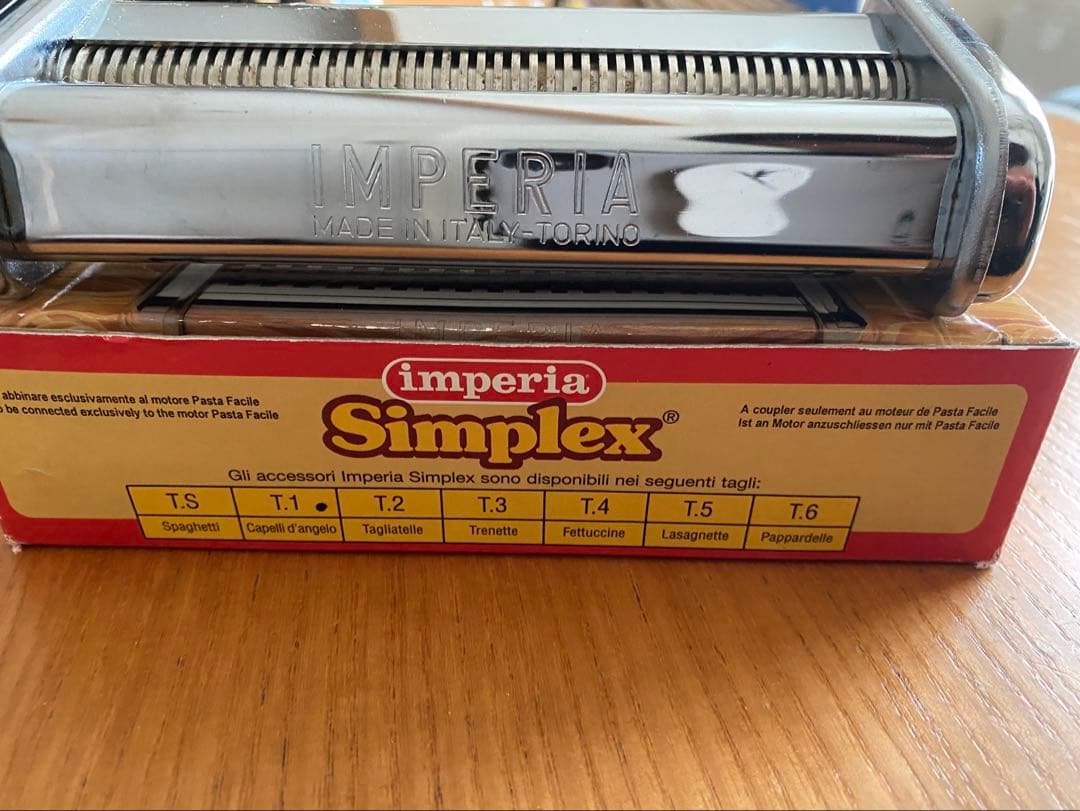 IMPERIA
MADE IN ITALY-TORINO
imperia
Simplex®
abbinare esclusivamente al motore Pasta Facile
be connected exclusively to the motor Pasta Facile
A coupler seulement au moteur de Pasta Facile
Ist an Motor anzuschliessen nur mit Pasta Facile
Gli accessori Imperia Simplex sono disponibili nei seguenti tagli:
T.S T.1 T.2 T.3 T.4 T.5 T.6
Spaghetti Capelli d'angelo Tagliatelle Trenette Fettuccine Lasagnette Pappardelle